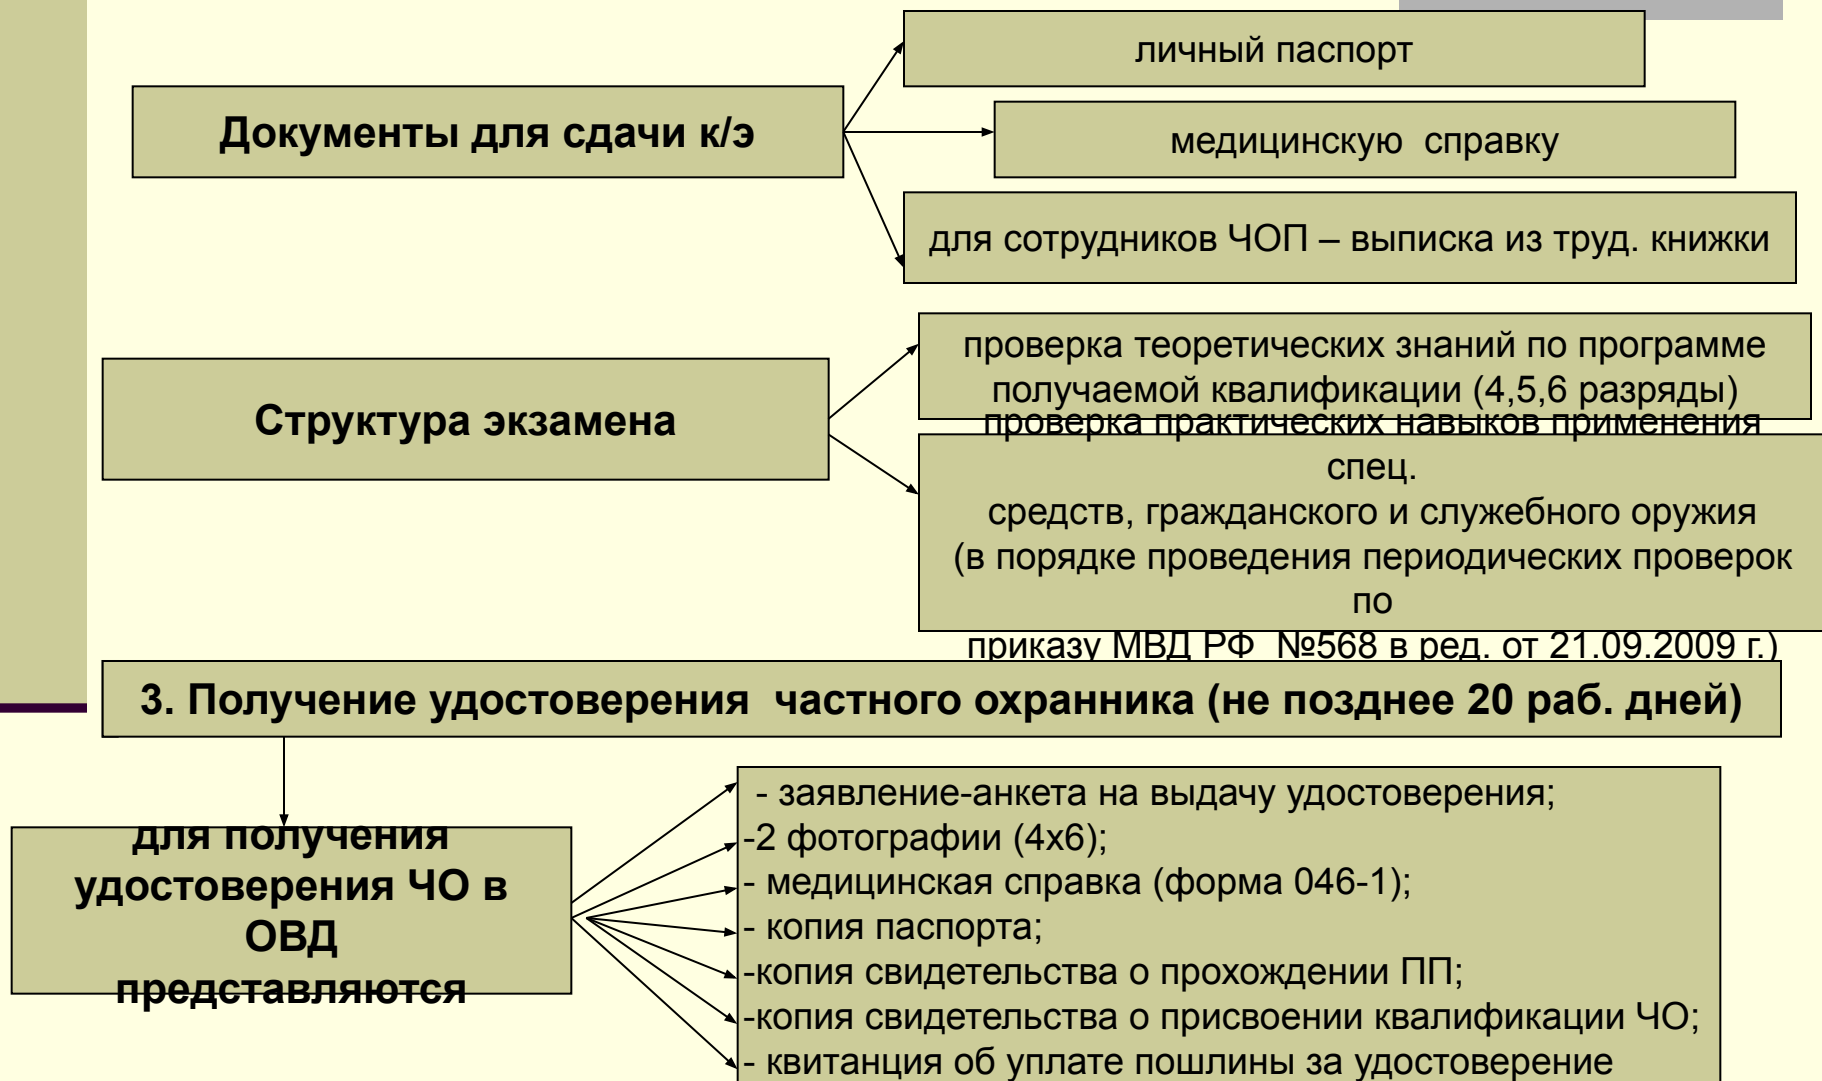 Документы для сдачи к/э
личный паспорт
медицинскую справку
для сотрудников ЧОП – выписка из труд. книжки
Структура экзамена
проверка теоретических знаний по программе
получаемой квалификации (4,5,6 разряды)
проверка практических навыков применения
спец.
средств, гражданского и служебного оружия
(в порядке проведения периодических проверок
по
приказу МВД РФ №568 в ред. от 21.09.2009 г.)
3. Получение удостоверения частного охранника (не позднее 20 раб. дней)
для получения
удостоверения ЧО в
ОВД
представляются
- заявление-анкета на выдачу удостоверения;
-2 фотографии (4х6);
- медицинская справка (форма 046-1);
- копия паспорта;
-копия свидетельства о прохождении ПП;
-копия свидетельства о присвоении квалификации ЧО;
- квитанция об уплате пошлины за удостоверение